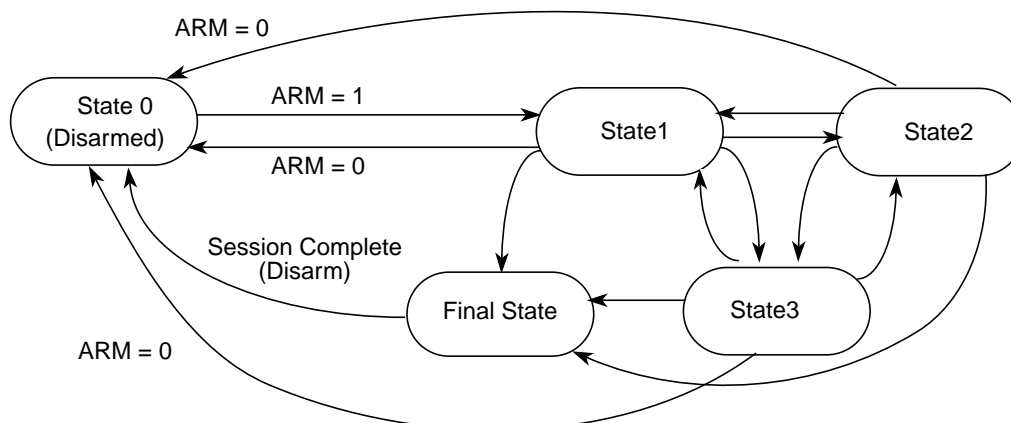 ARM = 0
State 0
(Disarmed)
ARM = 1
State1
State2
ARM = 0
Session Complete
(Disarm)
Final State
State3
ARM = 0